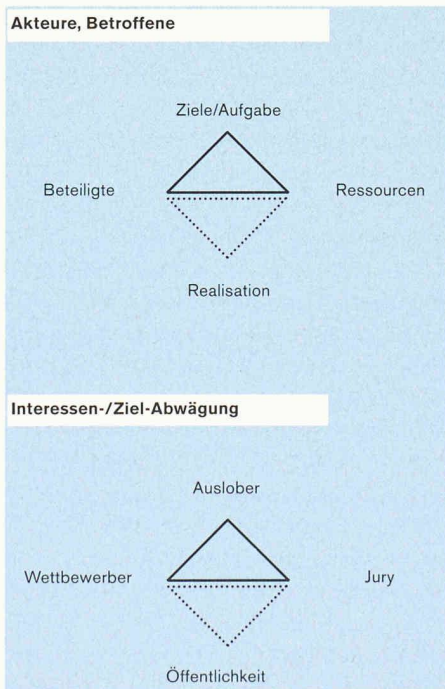 Akteure, Betroffene
Ziele/Aufgabe
Beteiligte Ressourcen
Realisation
Interessen-/Ziel-Abwägung
Auslober
Wettbewerber Jury
Öffentlichkeit